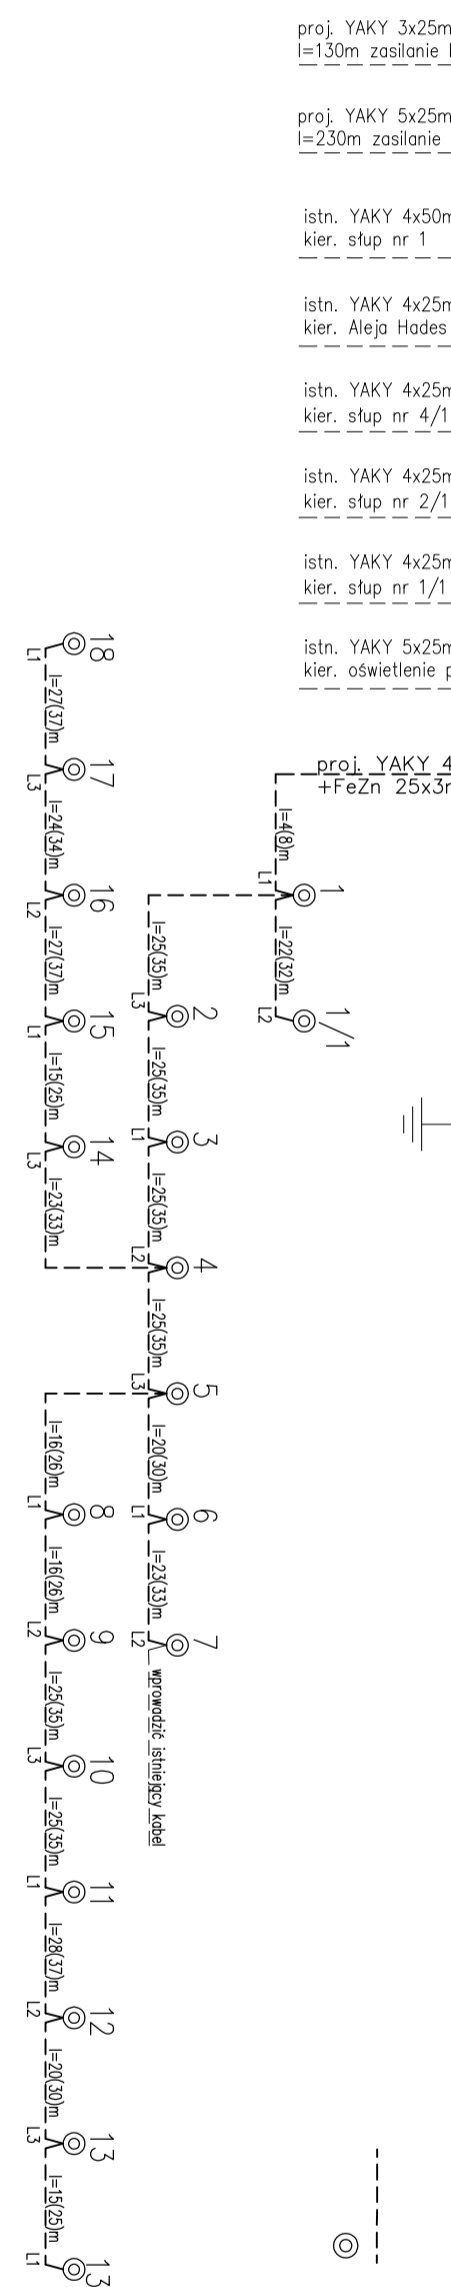 proj. YAKY 3x25m
l=130m zasilanie
proj. YAKY 5x25m
l=230m zasilanie
istn. YAKY 4x50m
kier. słup nr 1
istn. YAKY 4x25m
kier. Aleja Hades
istn. YAKY 4x25m
kier. słup nr 4/1
istn. YAKY 4x25m
kier. słup nr 2/1
istn. YAKY 4x25m
kier. słup nr 1/1
istn. YAKY 5x25m
kier. oświetlenie p
proj. YAKY 4
+FeZn 25x3m
l=4(8)m
L1
1
l=22(32)m
L2
1/1
l=25(35)m
L3
2
l=25(35)m
L1
3
l=25(35)m
L2
4
l=25(35)m
L3
5
l=20(30)m
L1
6
l=23(33)m
L2
7
wprowadzić istniejący kabel
18
L1
l=27(37)m
17
L3
l=24(34)m
16
L2
l=27(37)m
15
L1
l=15(25)m
14
L3
l=23(33)m
l=16(26)m
L1
8
l=16(26)m
L2
9
l=25(35)m
L3
10
l=25(35)m
L1
11
l=28(37)m
L2
12
l=20(30)m
L3
13
l=15(25)m
L1
13